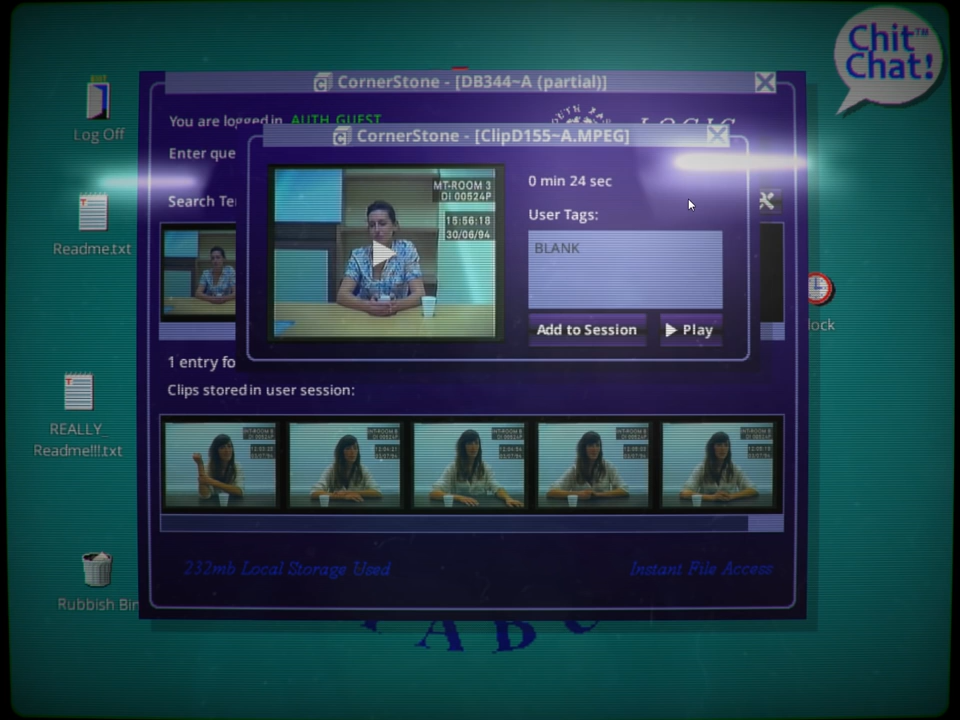 Chit™
Chat!
CornerStone - [DB344~A (partial)]
Log Off
You are logged in AUTH_GUEST
LOGIC
CornerStone - [ClipD155~A.MPEG]
Enter que
MT-ROOM 3
DI 00524P
0 min 24 sec
Search Te
15:56:18
30/06/94
User Tags:
Readme.txt
BLANK
lock
Add to Session
Play
1 entry fo
Clips stored in user session:
REALLY_
Readme!!!.txt
232mb Local Storage Used
Instant File Access
Rubbish Bin